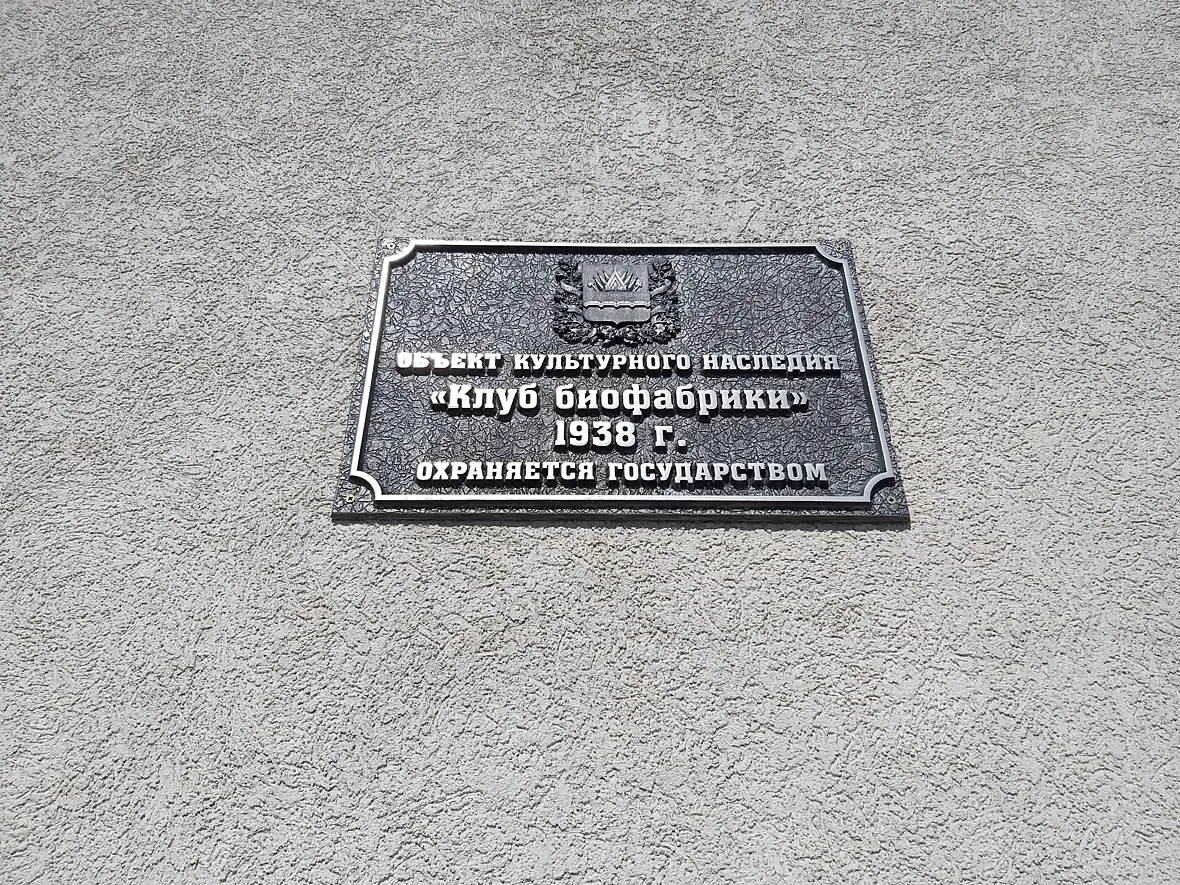 ОБЪЕКТ КУЛЬТУРНОГО НАСЛЕДИЯ
«Клуб биофабрики»
1938 г.
ОХРАНЯЕТСЯ ГОСУДАРСТВОМ